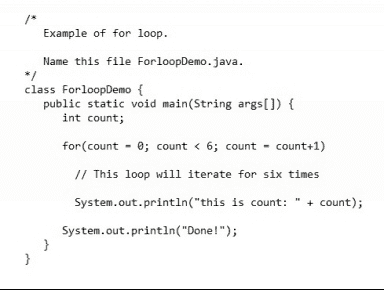 /*
Example of for loop.
Name this file ForloopDemo.java.
*/
class ForloopDemo {
public static void main(String args[]) {
int count;
for(count = 0; count < 6; count = count+1)
// This loop will iterate for six times
System.out.println("this is count: " + count);
System.out.println("Done!");
}
}